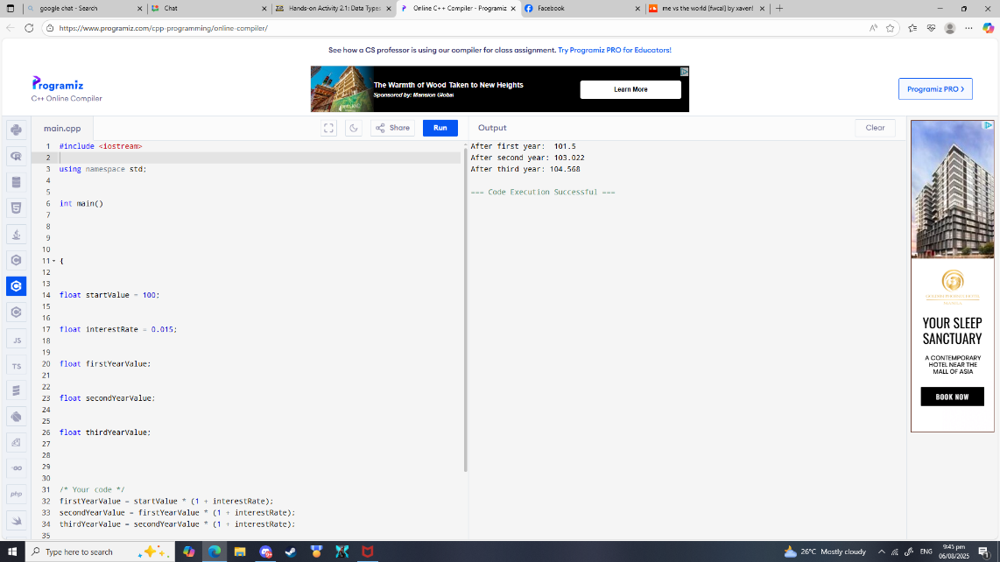 google chat - Search
Chat
Hands-on Activity 2.1: Data Types
Online C++ Compiler - Programiz
Facebook
me vs the world [fwcal] by xaven!
https://www.programiz.com/cpp-programming/online-compiler/
See how a CS professor is using our compiler for class assignment. Try Programiz PRO for Educators!
Programiz
C++ Online Compiler
The Warmth of Wood Taken to New Heights
Sponsored by: Mansion Global
Learn More
Programiz PRO >
main.cpp
Share
Run
Output
Clear
1 #include <iostream>
2
3 using namespace std;
4
5
6 int main()
7
8
9
10
11 {
12
13
14 float startValue = 100;
15
16
17 float interestRate = 0.015;
18
19
20 float firstYearValue;
21
22
23 float secondYearValue;
24
25
26 float thirdYearValue;
27
28
29
30
31 /* Your code */
32 firstYearValue = startValue * (1 + interestRate);
33 secondYearValue = firstYearValue * (1 + interestRate);
34 thirdYearValue = secondYearValue * (1 + interestRate);
35
After first year:  101.5
After second year: 103.022
After third year: 104.568
=== Code Execution Successful ===
JS
TS
GO
php
YOUR SLEEP
SANCTUARY
A CONTEMPORARY
HOTEL NEAR THE
MALL OF ASIA
BOOK NOW
Type here to search
26°C Mostly cloudy
ENG
9:45 pm
06/08/2025